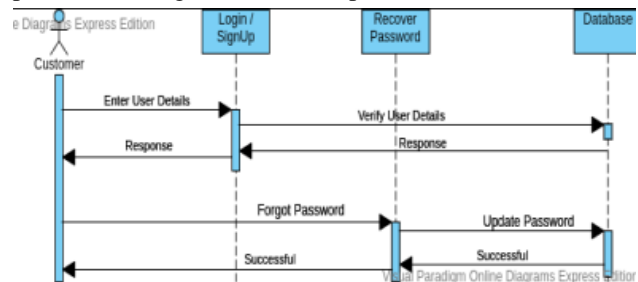 e Diagrams Express Edition
Login /
SignUp
Recover
Password
Database
Customer
Enter User Details
Verify User Details
Response
Response
Forgot Password
Update Password
Successful
Successful
Visual Paradigm Online Diagrams Express Edition